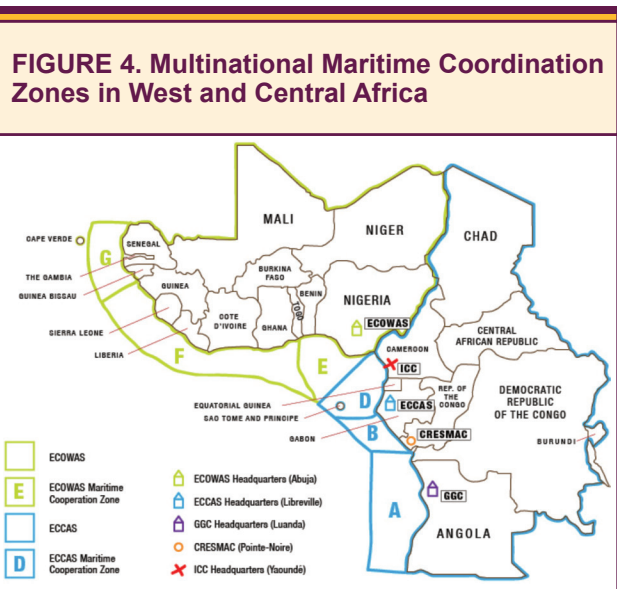 FIGURE 4. Multinational Maritime Coordination
Zones in West and Central Africa
MALI
NIGER
CHAD
CAPE VERDE
SENEGAL
G
THE GAMBIA
GUINEA BISSAU
GUINEA
BURKINA
FASO
BENIN
TOGO
NIGERIA
ECOWAS
SIERRA LEONE
LIBERIA
COTE
D'IVOIRE
GHANA
F
E
CAMEROON
ICC
CENTRAL
AFRICAN REPUBLIC
EQUATORIAL GUINEA
SAO TOME AND PRINCIPE
GABON
D
B
ECCAS
REP. OF
THE
CONGO
CRESMAC
DEMOCRATIC
REPUBLIC
OF THE CONGO
BURUNDI
A
GGC
ANGOLA
ECOWAS
E
ECOWAS Maritime
Cooperation Zone
ECCAS
D
ECCAS Maritime
Cooperation Zone
ECOWAS Headquarters (Abuja)
ECCAS Headquarters (Libreville)
GGC Headquarters (Luanda)
CRESMAC (Pointe-Noire)
ICC Headquarters (Yaoundé)